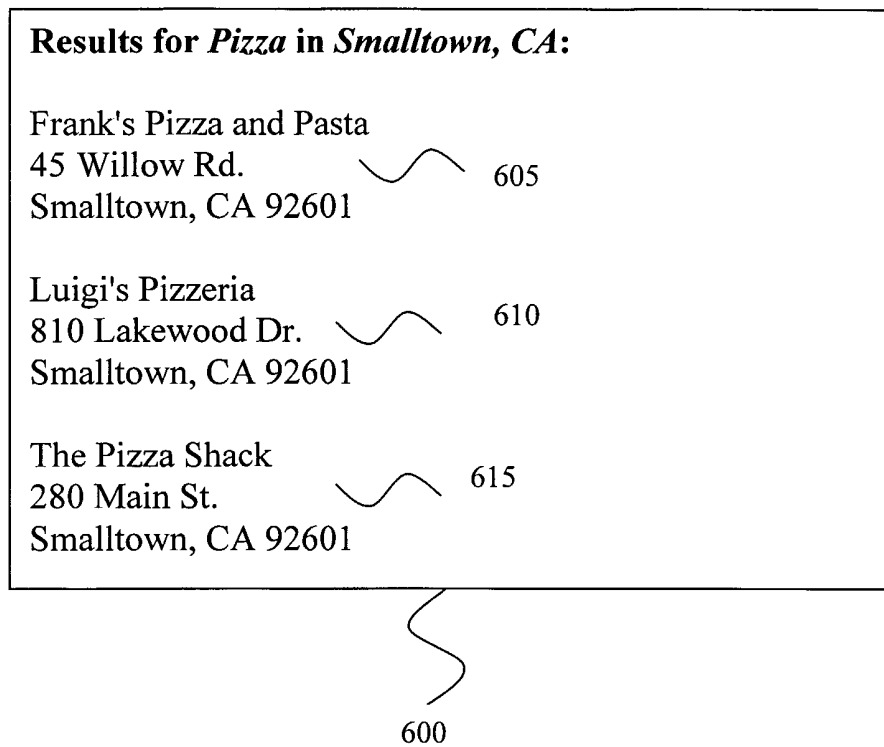 Results for Pizza in Smalltown, CA:
Frank's Pizza and Pasta
45 Willow Rd.
605
Smalltown, CA 92601
Luigi's Pizzeria
810 Lakewood Dr.
610
Smalltown, CA 92601
The Pizza Shack
280 Main St.
615
Smalltown, CA 92601
600